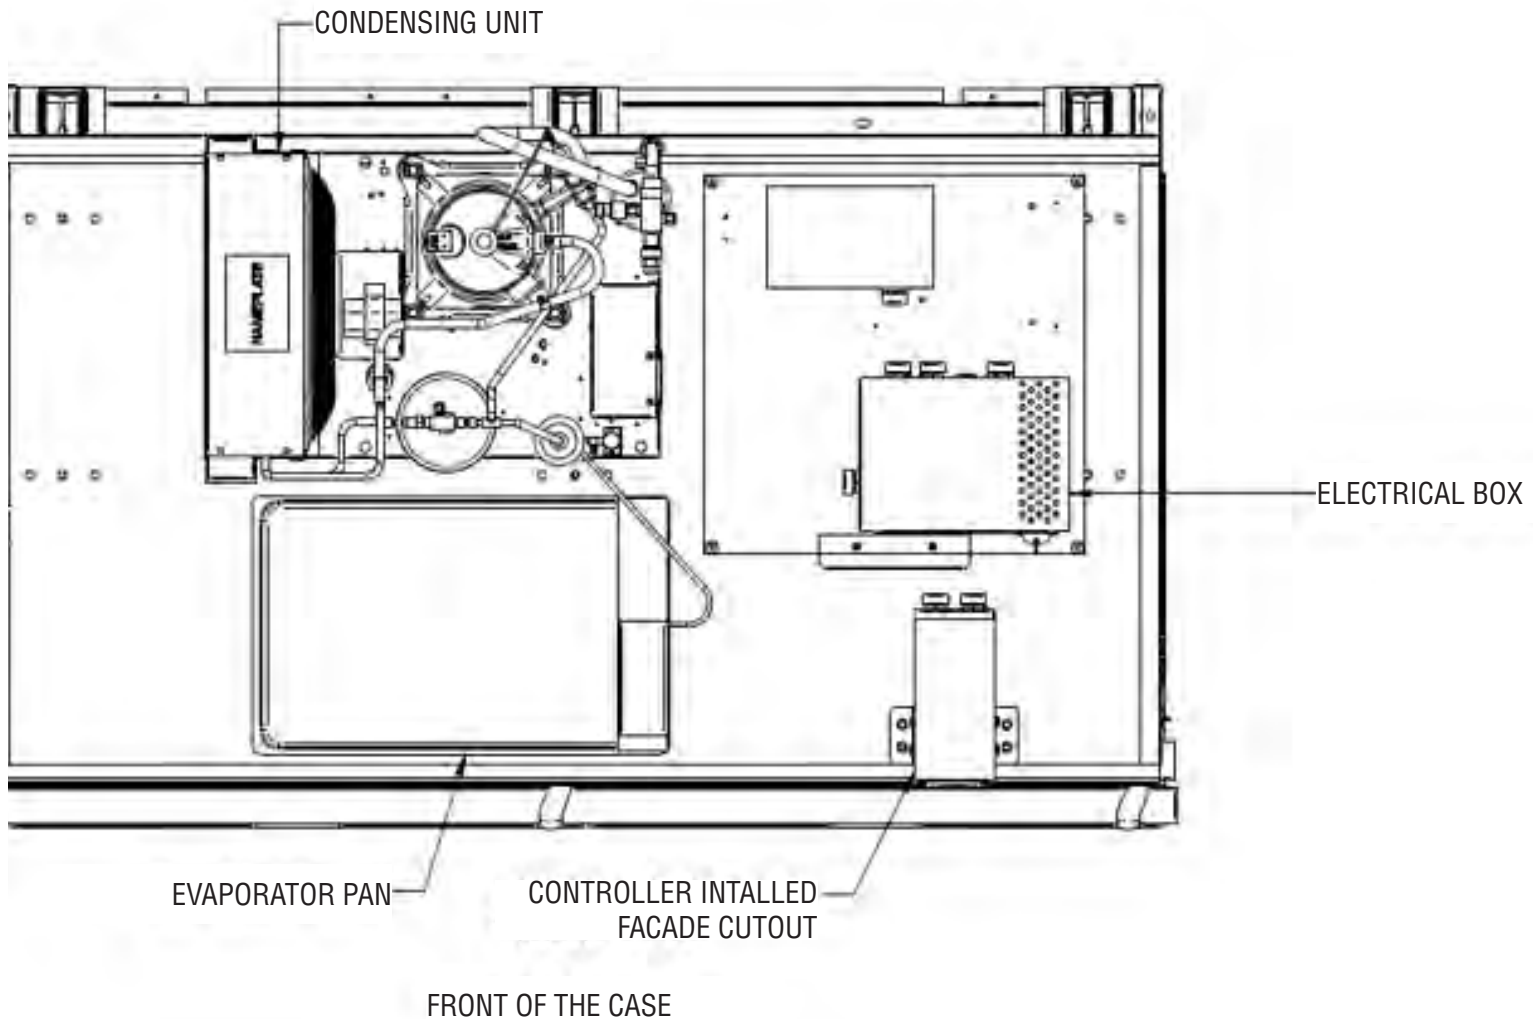 CONDENSING UNIT
NAMEPLATE
ELECTRICAL BOX
EVAPORATOR PAN
CONTROLLER INTALLED
FACADE CUTOUT
FRONT OF THE CASE